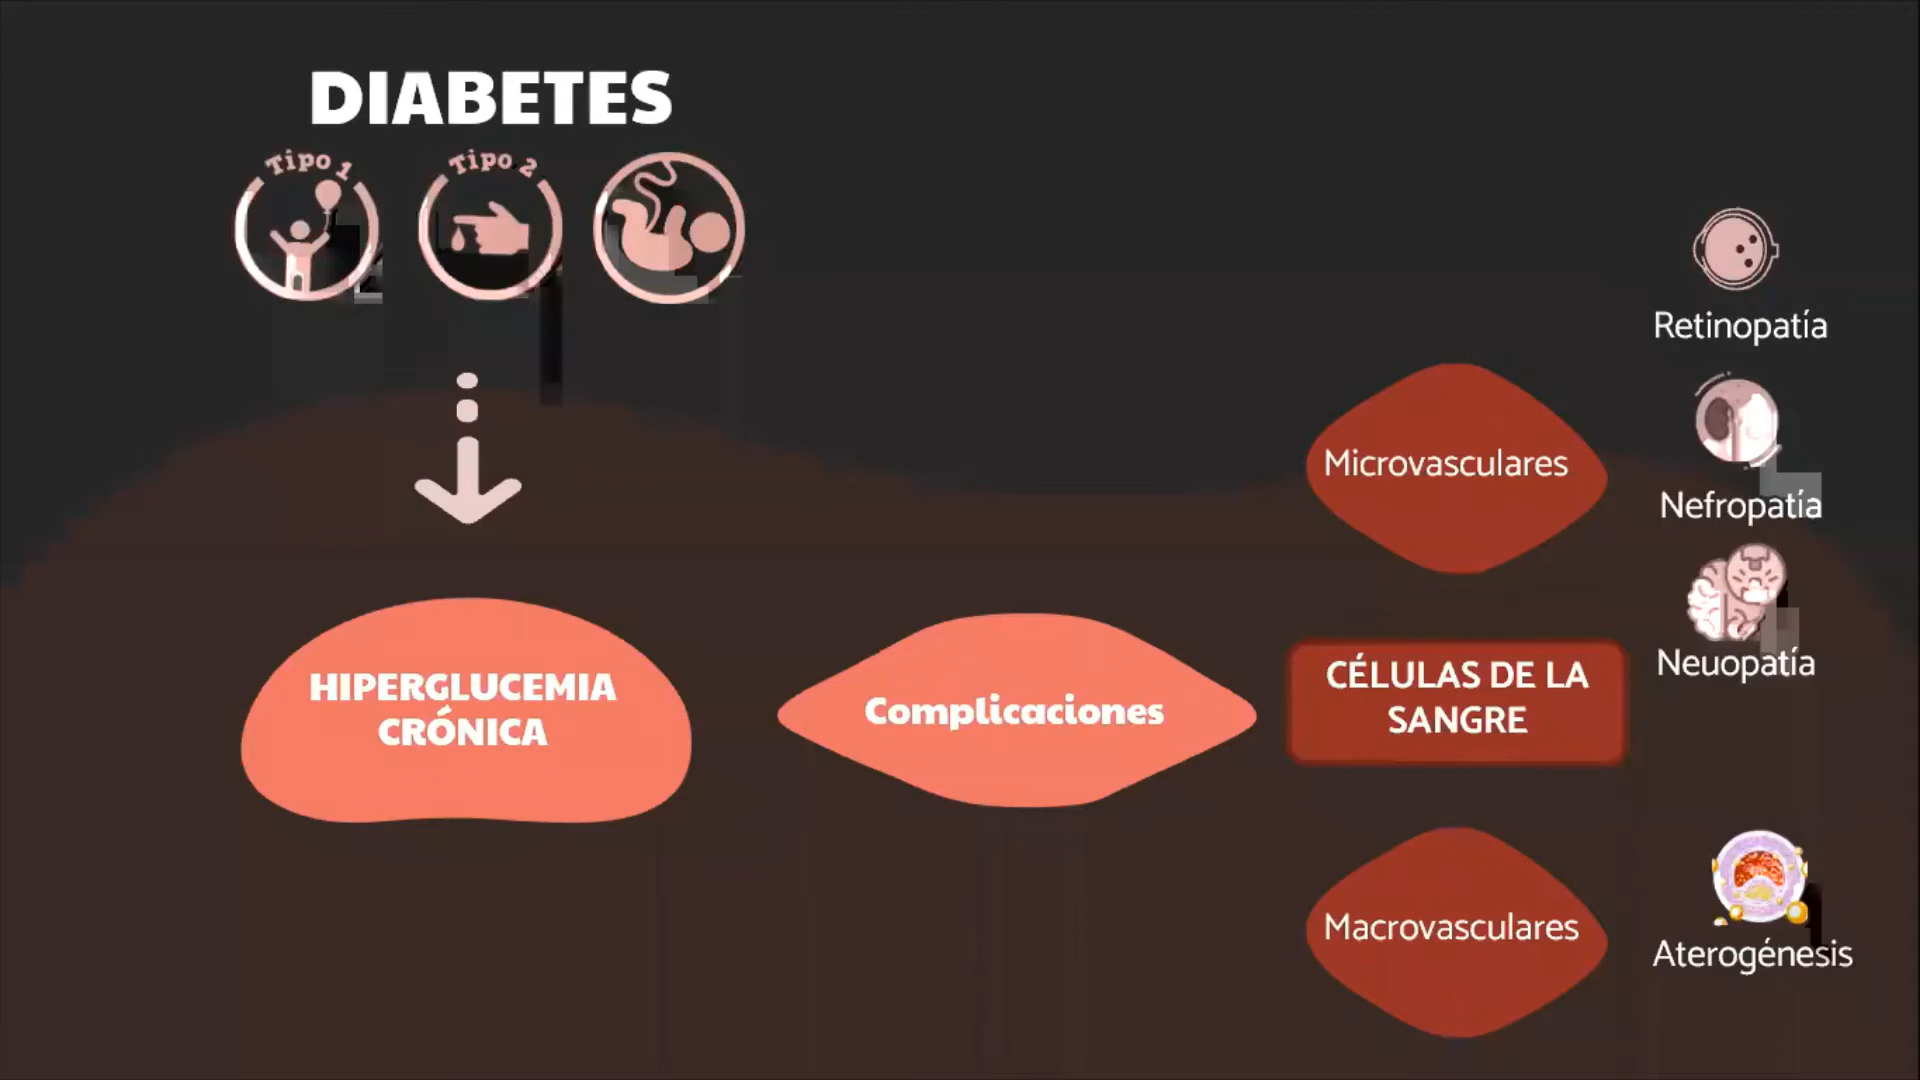 DIABETES
Tipo 1
Tipo 2
HIPERGLUCEMIA
CRÓNICA
Complicaciones
Microvasculares
CÉLULAS DE LA
SANGRE
Macrovasculares
Retinopatía
Nefropatía
Neuopatía
Aterogénesis